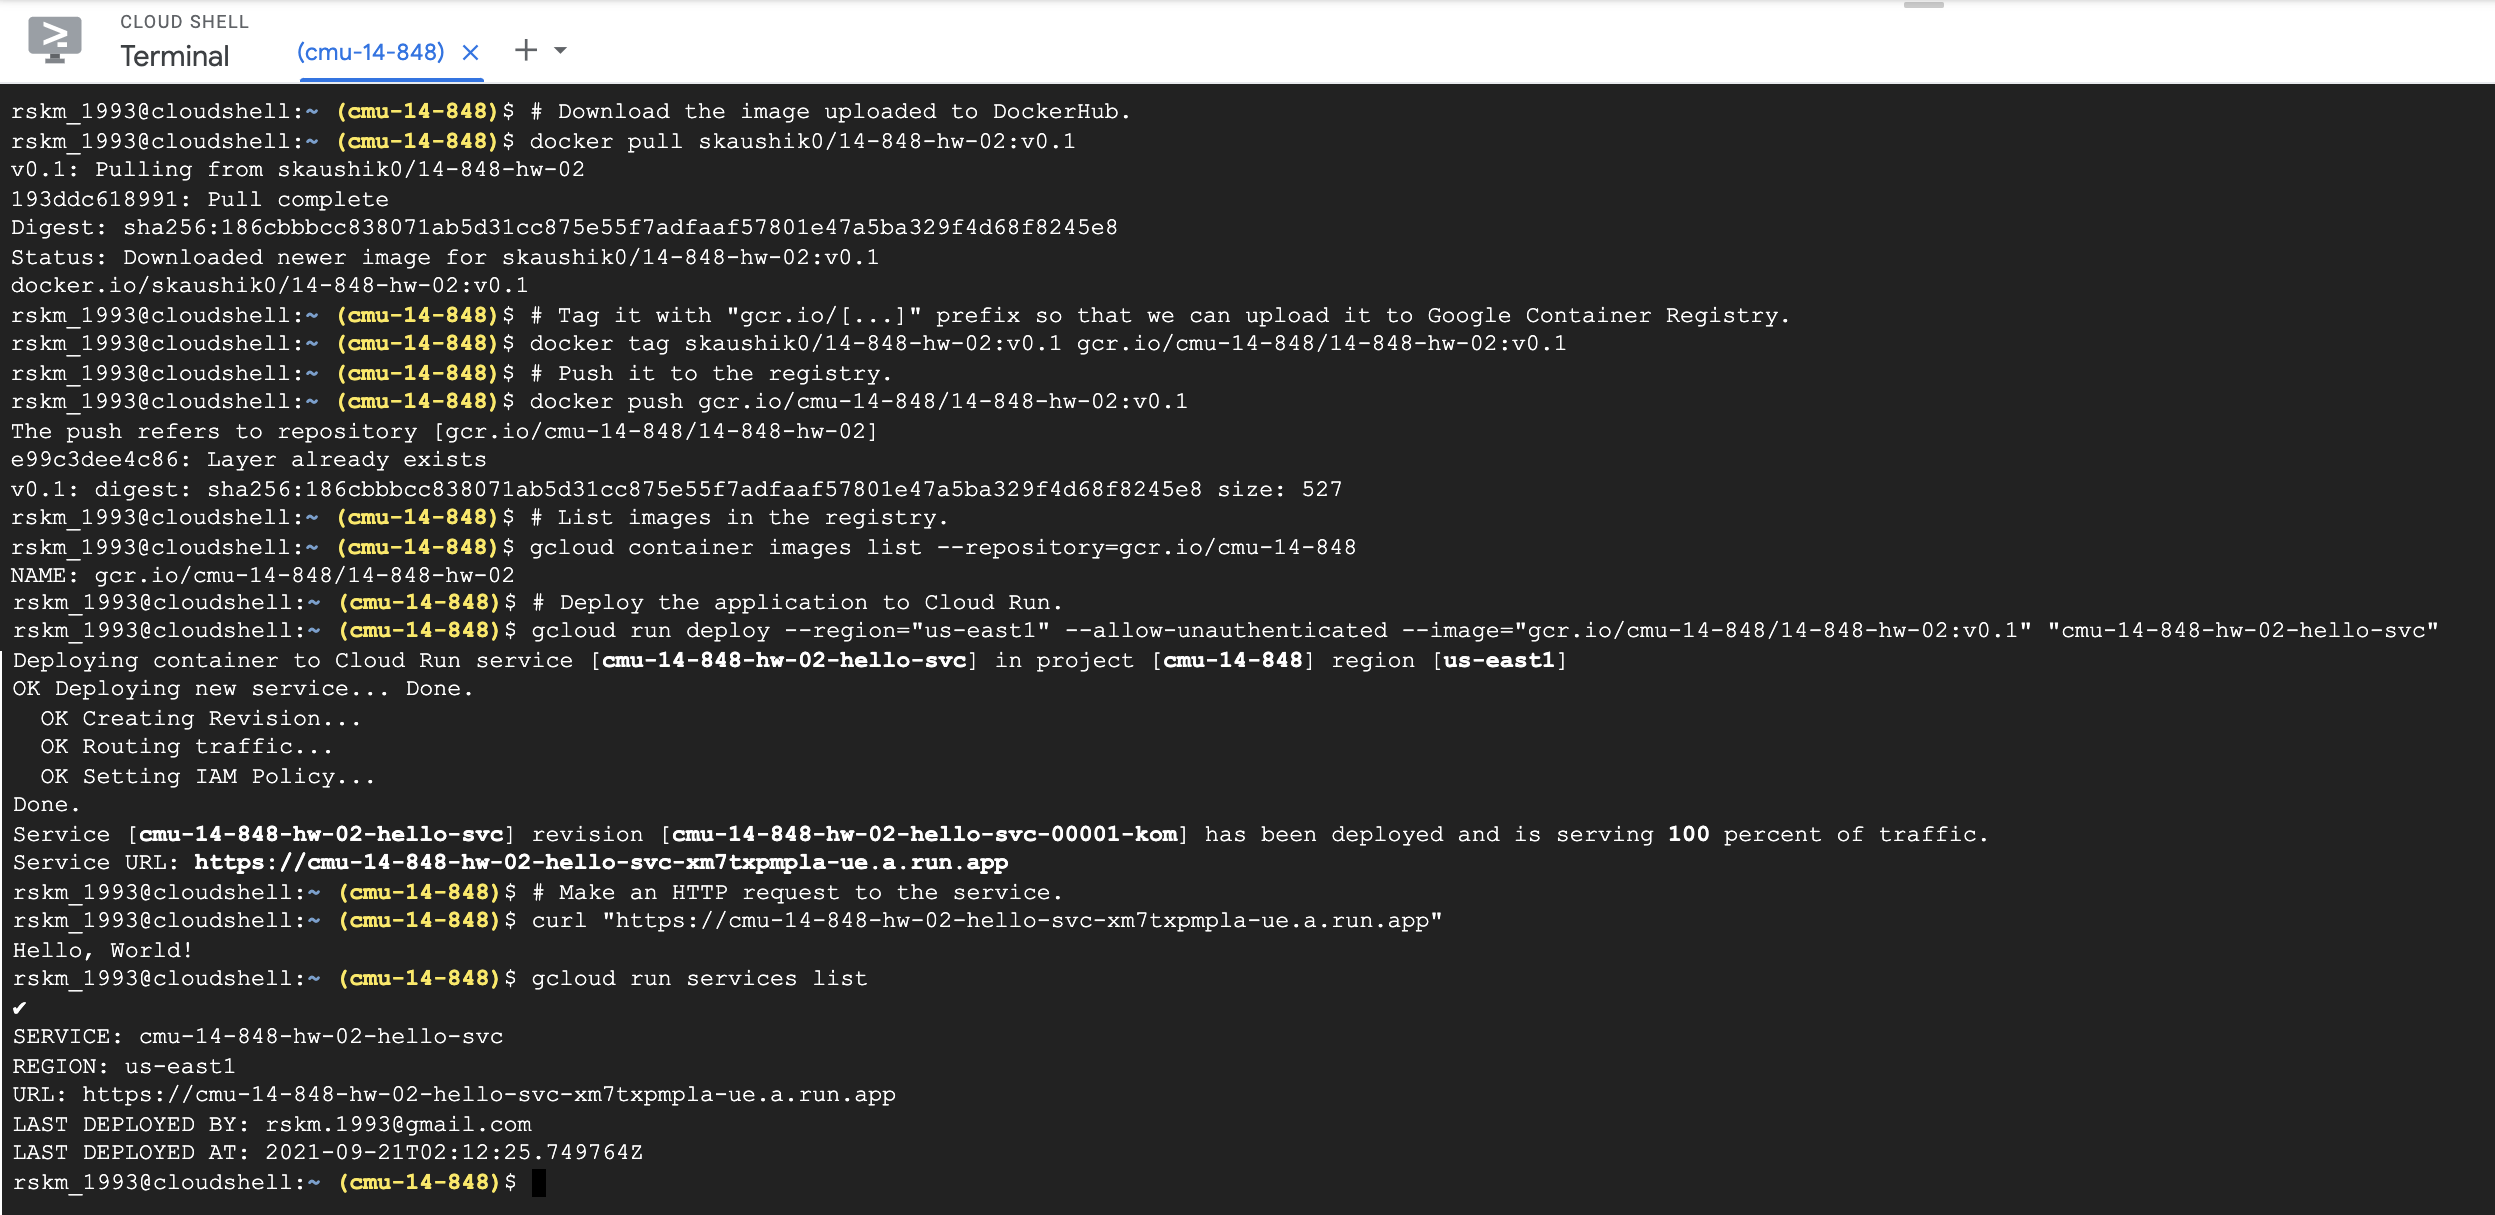 CLOUD SHELL
Terminal
(cmu-14-848)
rskm_1993@cloudshell:~ (cmu-14-848)$ # Download the image uploaded to DockerHub.
rskm_1993@cloudshell:~ (cmu-14-848)$ docker pull skaushik0/14-848-hw-02:v0.1
v0.1: Pulling from skaushik0/14-848-hw-02
193ddc618991: Pull complete
Digest: sha256:186cbbbcc838071ab5d31cc875e55f7adfaaf57801e47a5ba329f4d68f8245e8
Status: Downloaded newer image for skaushik0/14-848-hw-02:v0.1
docker.io/skaushik0/14-848-hw-02:v0.1
rskm_1993@cloudshell:~ (cmu-14-848)$ # Tag it with "gcr.io/[...]" prefix so that we can upload it to Google Container Registry.
rskm_1993@cloudshell:~ (cmu-14-848)$ docker tag skaushik0/14-848-hw-02:v0.1 gcr.io/cmu-14-848/14-848-hw-02:v0.1
rskm_1993@cloudshell:~ (cmu-14-848)$ # Push it to the registry.
rskm_1993@cloudshell:~ (cmu-14-848)$ docker push gcr.io/cmu-14-848/14-848-hw-02:v0.1
The push refers to repository [gcr.io/cmu-14-848/14-848-hw-02]
e99c3dee4c86: Layer already exists
v0.1: digest: sha256:186cbbbcc838071ab5d31cc875e55f7adfaaf57801e47a5ba329f4d68f8245e8 size: 527
rskm_1993@cloudshell:~ (cmu-14-848)$ # List images in the registry.
rskm_1993@cloudshell:~ (cmu-14-848)$ gcloud container images list --repository=gcr.io/cmu-14-848
NAME: gcr.io/cmu-14-848/14-848-hw-02
rskm_1993@cloudshell:~ (cmu-14-848)$ # Deploy the application to Cloud Run.
rskm_1993@cloudshell:~ (cmu-14-848)$ gcloud run deploy --region="us-east1" --allow-unauthenticated --image="gcr.io/cmu-14-848/14-848-hw-02:v0.1" "cmu-14-848-hw-02-hello-svc"
Deploying container to Cloud Run service [cmu-14-848-hw-02-hello-svc] in project [cmu-14-848] region [us-east1]
OK Deploying new service... Done.
  OK Creating Revision...
  OK Routing traffic...
  OK Setting IAM Policy...
Done.
Service [cmu-14-848-hw-02-hello-svc] revision [cmu-14-848-hw-02-hello-svc-00001-kom] has been deployed and is serving 100 percent of traffic.
Service URL: https://cmu-14-848-hw-02-hello-svc-xm7txpmpla-ue.a.run.app
rskm_1993@cloudshell:~ (cmu-14-848)$ # Make an HTTP request to the service.
rskm_1993@cloudshell:~ (cmu-14-848)$ curl "https://cmu-14-848-hw-02-hello-svc-xm7txpmpla-ue.a.run.app"
Hello, World!
rskm_1993@cloudshell:~ (cmu-14-848)$ gcloud run services list
✔
SERVICE: cmu-14-848-hw-02-hello-svc
REGION: us-east1
URL: https://cmu-14-848-hw-02-hello-svc-xm7txpmpla-ue.a.run.app
LAST DEPLOYED BY: rskm.1993@gmail.com
LAST DEPLOYED AT: 2021-09-21T02:12:25.749764Z
rskm_1993@cloudshell:~ (cmu-14-848)$